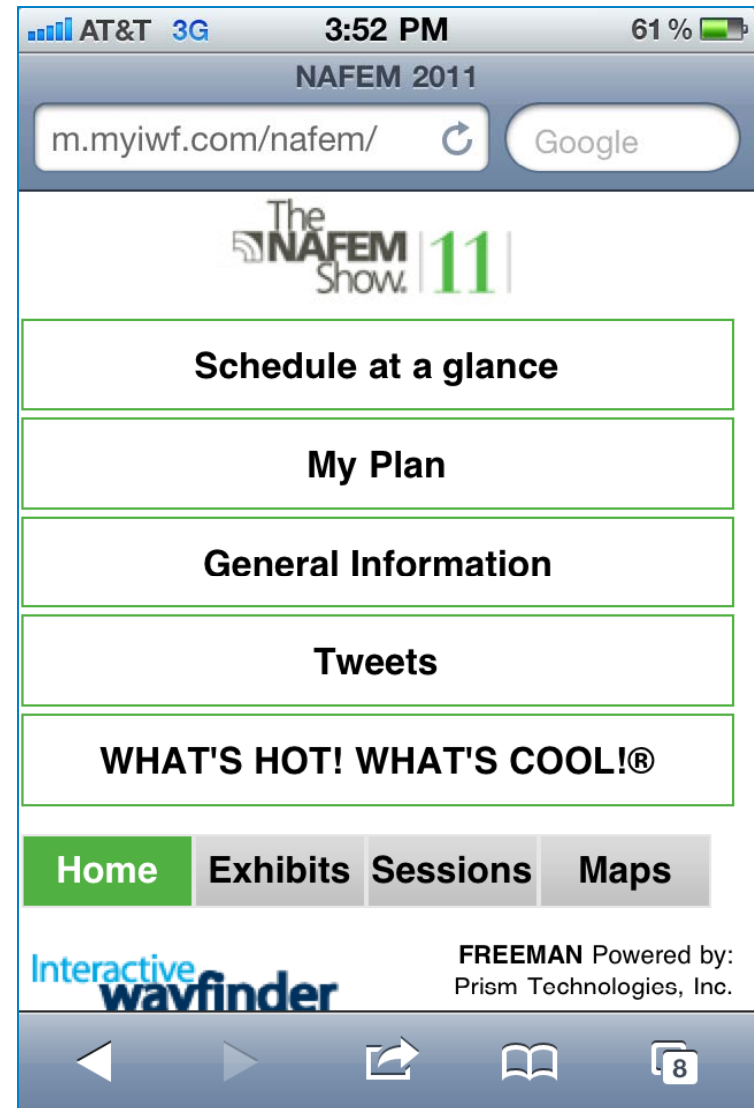 AT&T 3G 3:52 PM 61 %
NAFEM 2011
m.myiwf.com/nafem/ Google
The
NAFEM
Show. 11
Schedule at a glance
My Plan
General Information
Tweets
WHAT'S HOT! WHAT'S COOL!®
Home Exhibits Sessions Maps
Interactive
wayfinder
FREEMAN Powered by:
Prism Technologies, Inc.
8